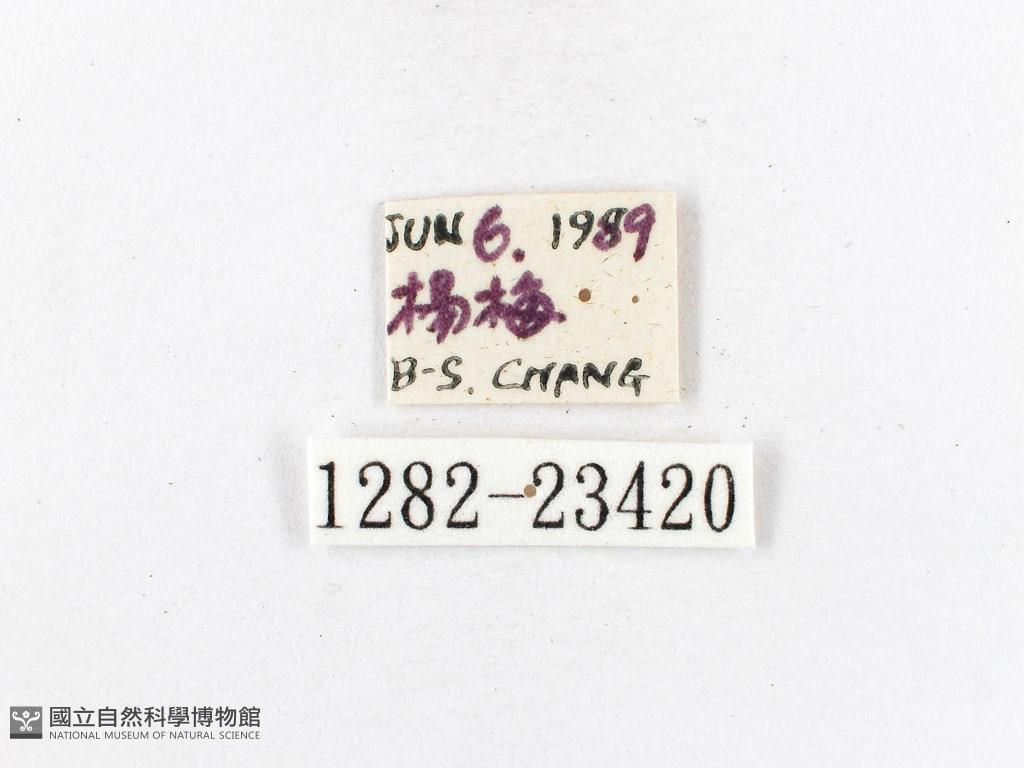 JUN 6. 1989
楊梅
B-S. CHANG
1282-23420
國立自然科學博物館
NATIONAL MUSEUM OF NATURAL SCIENCE